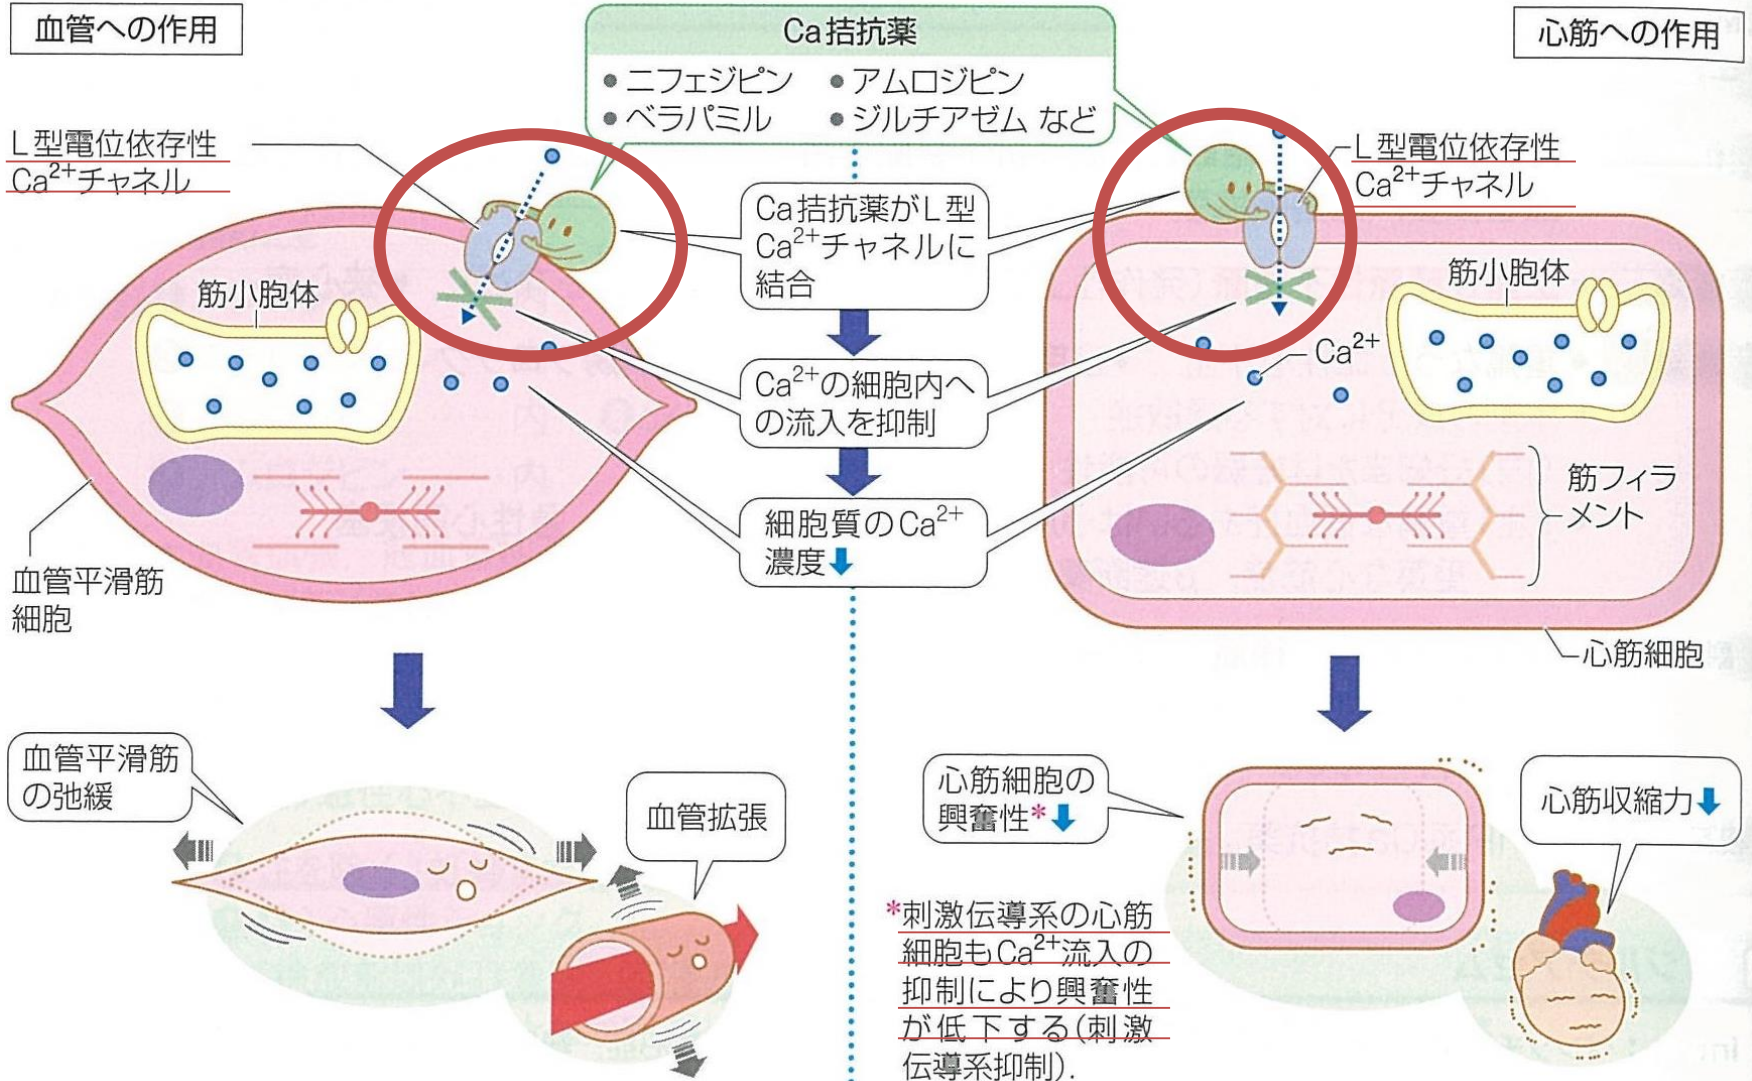 血管への作用
Ca拮抗薬
● ニフェジピン ● アムロジピン
● ベラパミル ● ジルチアゼム など
心筋への作用
L型電位依存性
Ca²⁺チャネル
L型電位依存性
Ca²⁺チャネル
Ca拮抗薬がL型
Ca²⁺チャネルに
結合
筋小胞体
筋小胞体
Ca²⁺
Ca²⁺の細胞内へ
の流入を抑制
細胞質のCa²⁺
濃度⬇
筋フィラ
メント
血管平滑筋
細胞
心筋細胞
血管平滑筋
の弛緩
血管拡張
心筋細胞の
興奮性*⬇
心筋収縮力⬇
*刺激伝導系の心筋
細胞もCa²⁺流入の
抑制により興奮性
が低下する(刺激
伝導系抑制).